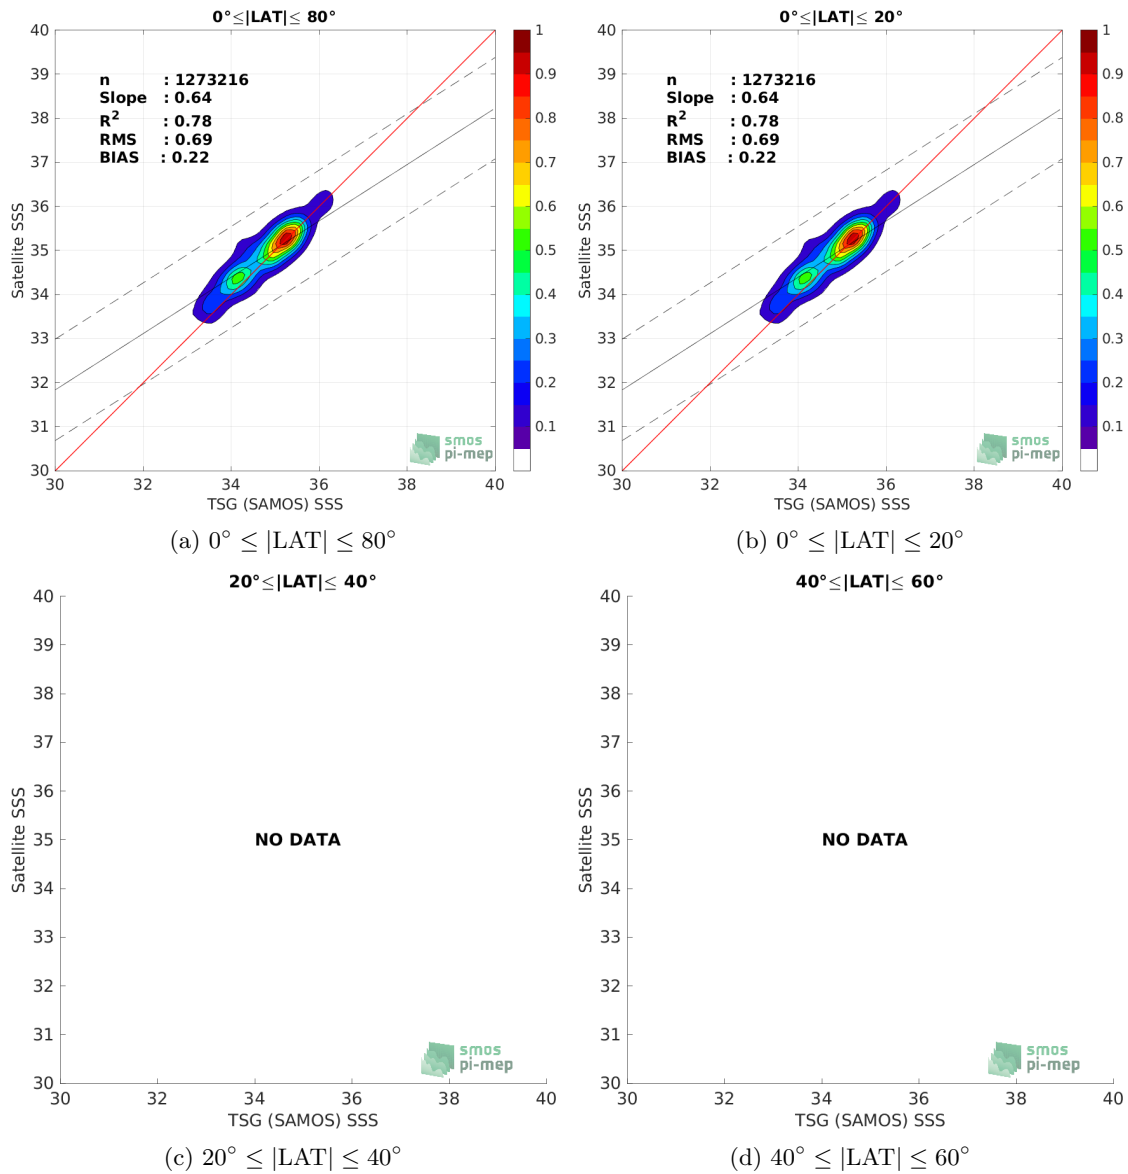 0°≤|LAT|≤ 80°
40
39
38
37
36
35
34
33
32
31
30
Satellite SSS
n : 1273216
Slope : 0.64
R² : 0.78
RMS : 0.69
BIAS : 0.22
smos
pi-mep
30 32 34 36 38 40
TSG (SAMOS) SSS
1
0.9
0.8
0.7
0.6
0.5
0.4
0.3
0.2
0.1
(a) 0° ≤ |LAT| ≤ 80°
0°≤|LAT|≤ 20°
40
39
38
37
36
35
34
33
32
31
30
Satellite SSS
n : 1273216
Slope : 0.64
R² : 0.78
RMS : 0.69
BIAS : 0.22
smos
pi-mep
30 32 34 36 38 40
TSG (SAMOS) SSS
1
0.9
0.8
0.7
0.6
0.5
0.4
0.3
0.2
0.1
(b) 0° ≤ |LAT| ≤ 20°
20°≤|LAT|≤ 40°
40
39
38
37
36
35
34
33
32
31
30
Satellite SSS
NO DATA
smos
pi-mep
30 32 34 36 38 40
TSG (SAMOS) SSS
(c) 20° ≤ |LAT| ≤ 40°
40°≤|LAT|≤ 60°
40
39
38
37
36
35
34
33
32
31
30
Satellite SSS
NO DATA
smos
pi-mep
30 32 34 36 38 40
TSG (SAMOS) SSS
(d) 40° ≤ |LAT| ≤ 60°